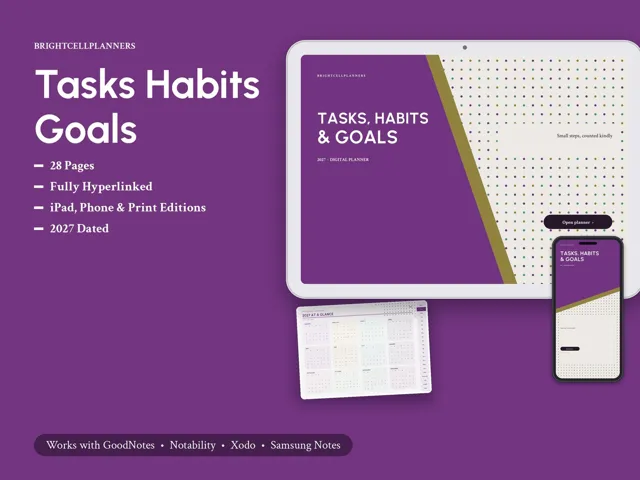 BRIGHTCELLPLANNERS
Tasks Habits
Goals
28 Pages
Fully Hyperlinked
iPad, Phone & Print Editions
2027 Dated
BRIGHTCELLPLANNERS
TASKS, HABITS
& GOALS
2027 · DIGITAL PLANNER
Small steps, counted kindly
Open planner
TASKS, HABITS
& GOALS
2027 AT A GLANCE
Works with GoodNotes • Notability • Xodo • Samsung Notes